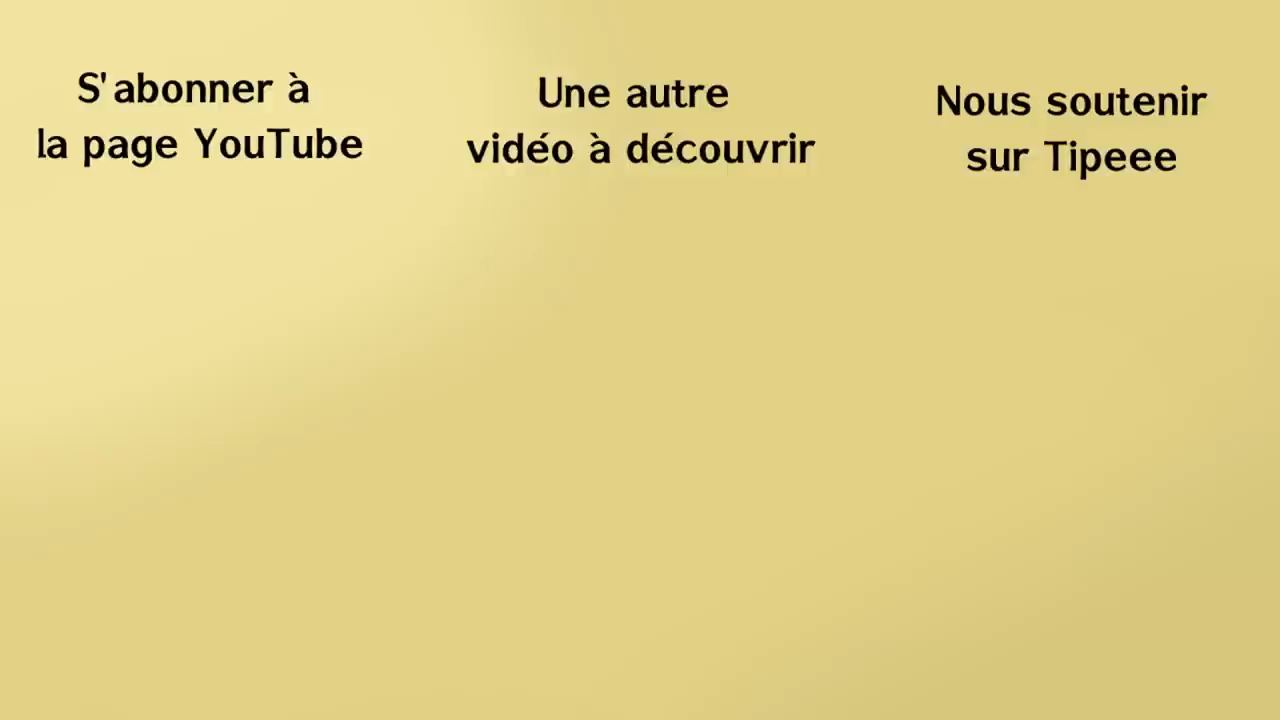 S'abonner à
la page YouTube
Une autre
vidéo à découvrir
Nous soutenir
sur Tipeee